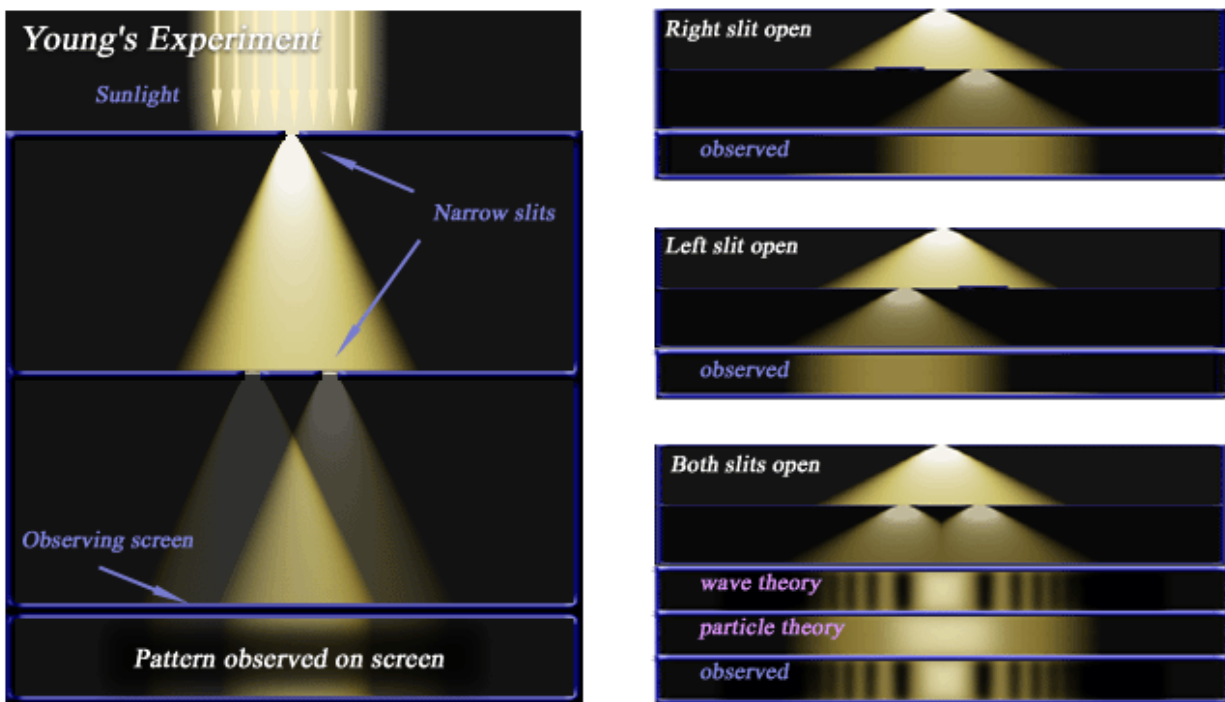 Young's Experiment
Sunlight
Narrow slits
Observing screen
Pattern observed on screen
Right slit open
observed
Left slit open
observed
Both slits open
wave theory
particle theory
observed